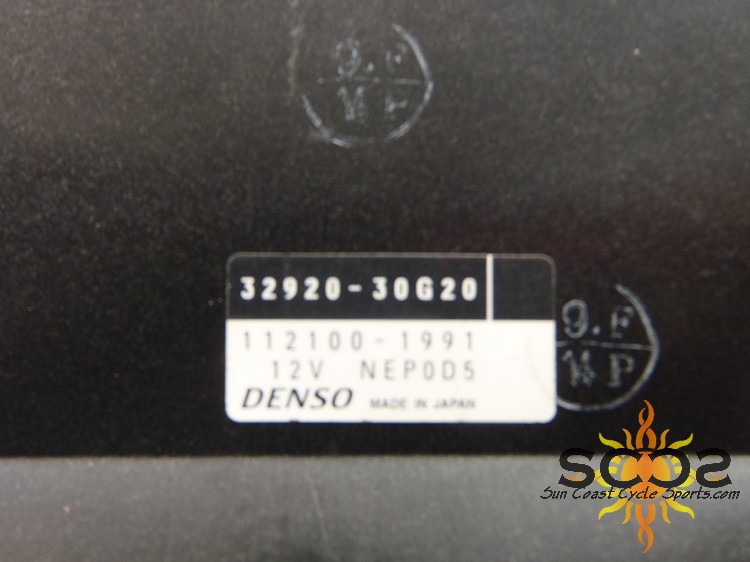 9.F
32920-30G20
112100-1991
12V NEP0D5
DENSO MADE IN JAPAN
9.F
P
SCCS
Sun Coast Cycle Sports.com